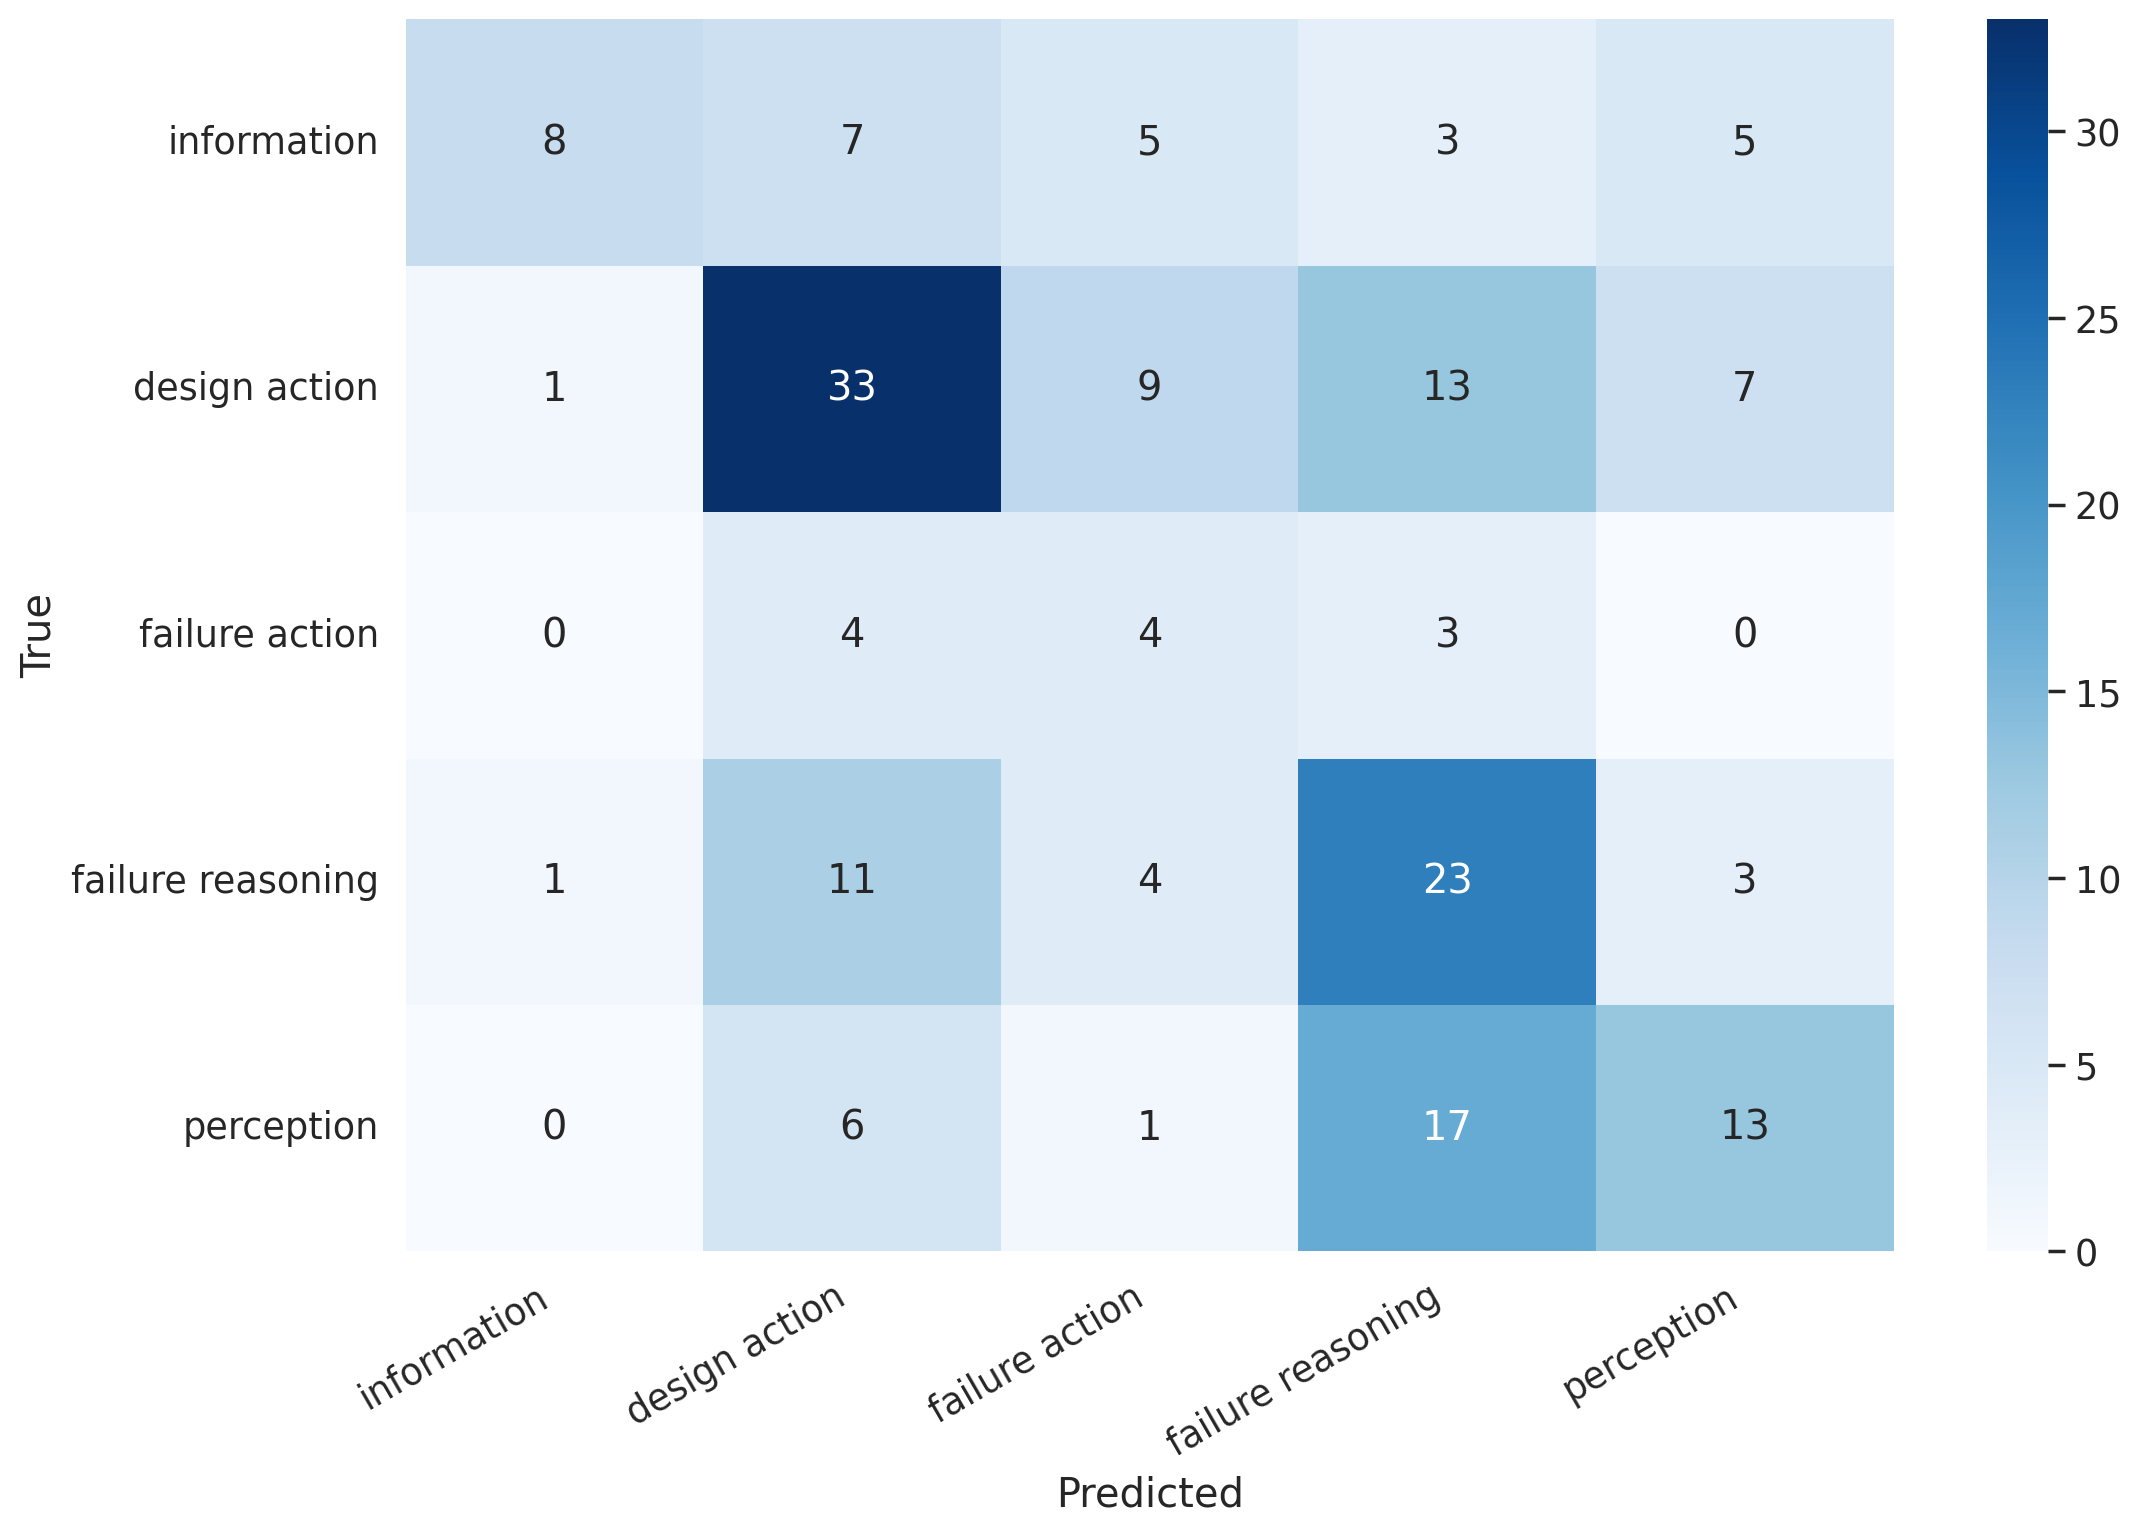 information 8 7 5 3 5
design action 1 33 9 13 7
failure action 0 4 4 3 0
failure reasoning 1 11 4 23 3
perception 0 6 1 17 13
True
information
design action
failure action
failure reasoning
perception
Predicted
30
25
20
15
10
5
0